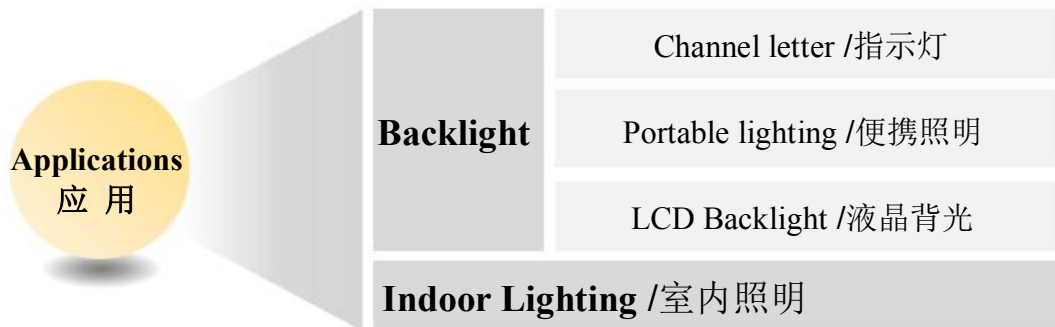 Applications
应 用
Backlight
Channel letter /指示灯
Portable lighting /便携照明
LCD Backlight /液晶背光
Indoor Lighting /室内照明